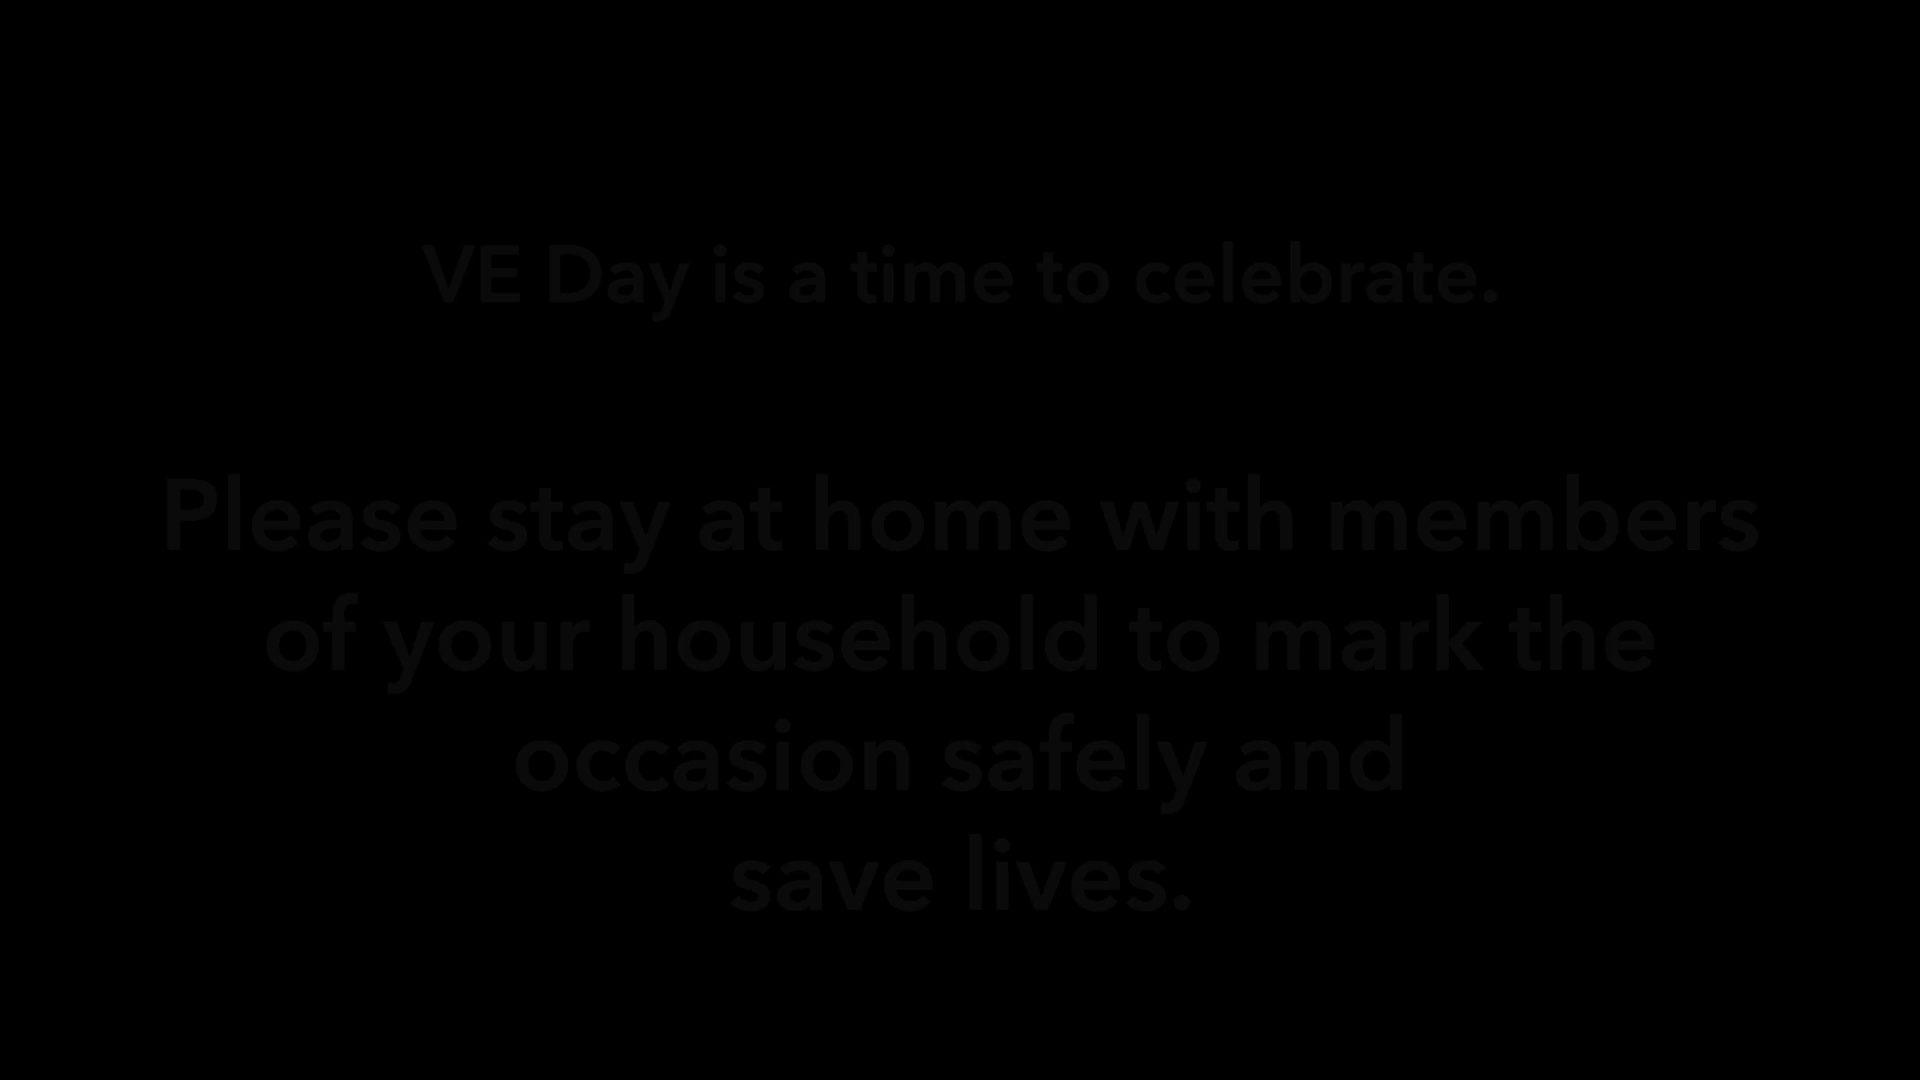 VE Day is a time to celebrate.
Please stay at home with members
of your household to mark the
occasion safely and
save lives.